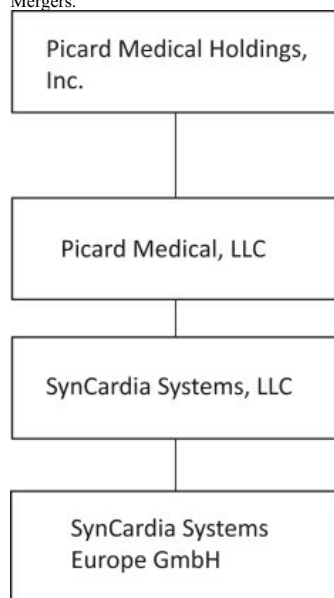 Mergers.
Picard Medical Holdings,
Inc.
Picard Medical, LLC
SynCardia Systems, LLC
SynCardia Systems
Europe GmbH